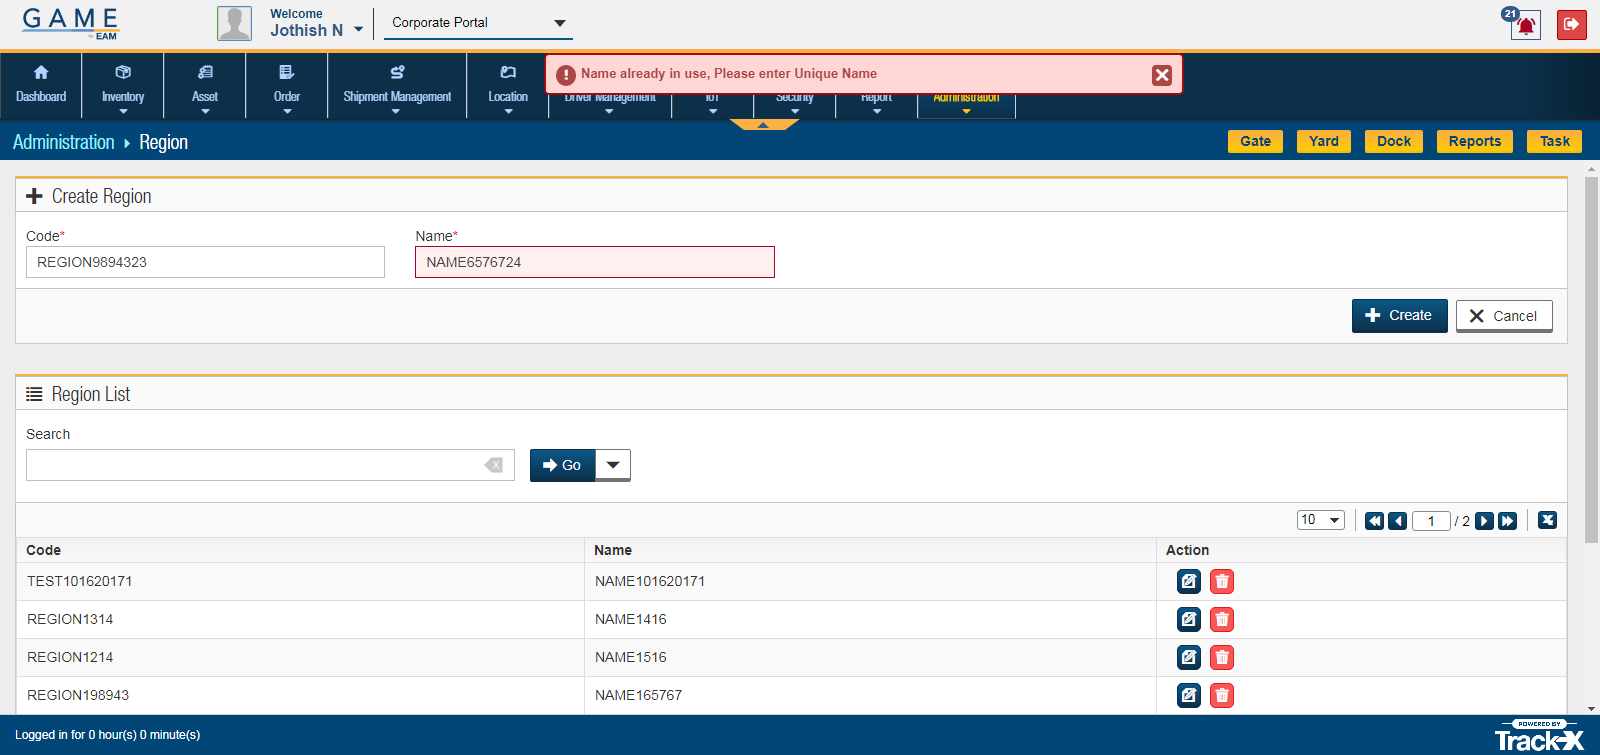 GAME
EAM
Welcome
Jothish N
Corporate Portal
21
Name already in use, Please enter Unique Name
Dashboard
Inventory
Asset
Order
Shipment Management
Location
Driver Management
IoT
Security
Report
Administration
Administration
Region
Gate
Yard
Dock
Reports
Task
Create Region
Code*
Name*
REGION9894323
NAME6576724
Create
Cancel
Region List
Search
Go
10
1
/ 2
Code
Name
Action
TEST101620171
NAME101620171
REGION1314
NAME1416
REGION1214
NAME1516
REGION198943
NAME165767
Logged in for 0 hour(s) 0 minute(s)
POWERED BY
Track-X